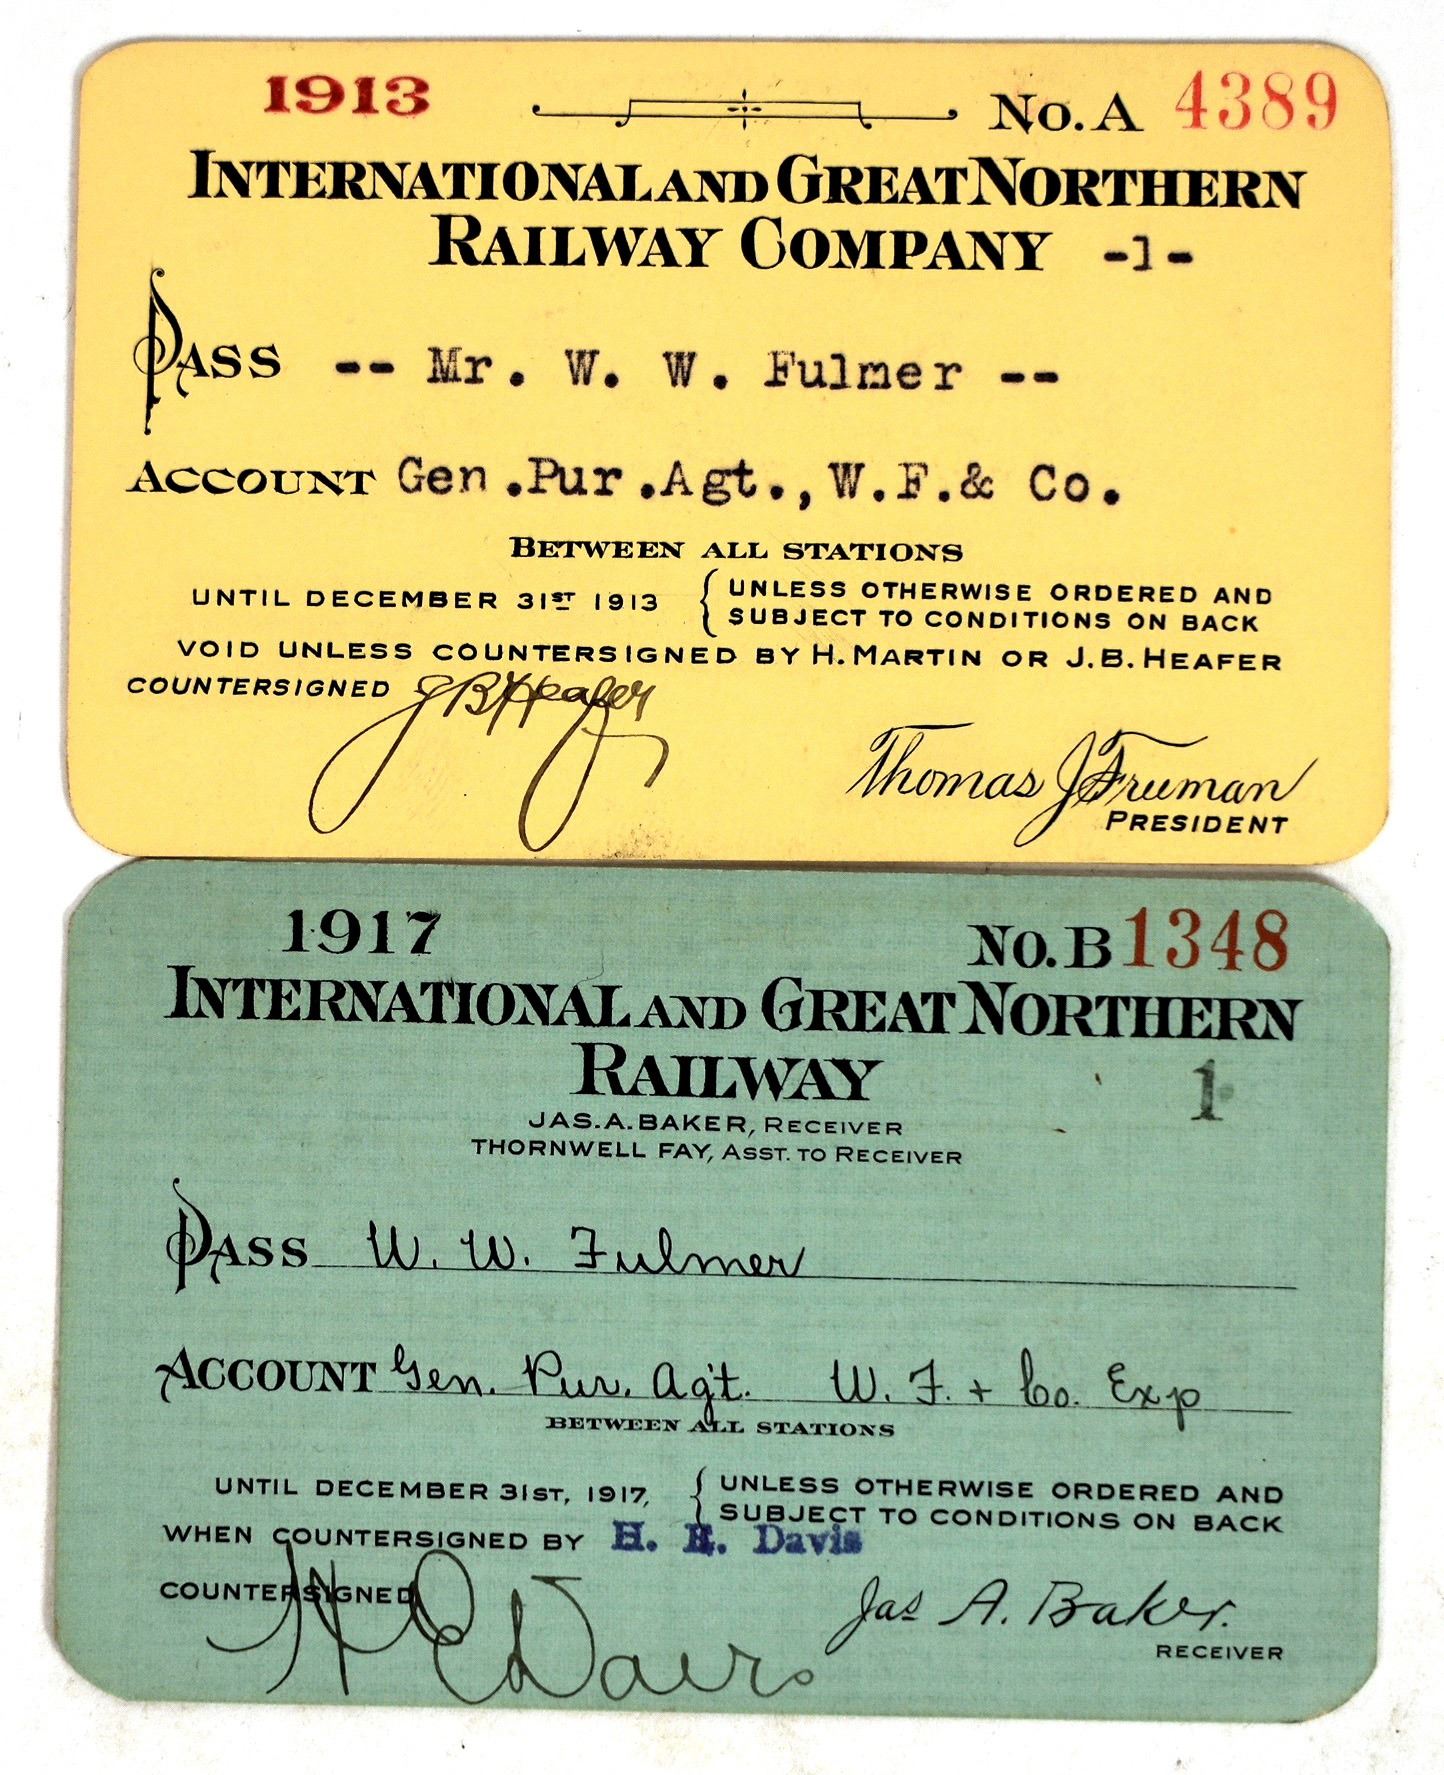 1913 No. A 4389
INTERNATIONAL AND GREAT NORTHERN
RAILWAY COMPANY -1-
PASS -- Mr. W. W. Fulmer --
ACCOUNT Gen.Pur.Agt., W.F.& Co.
BETWEEN ALL STATIONS
UNTIL DECEMBER 31ST 1913 { UNLESS OTHERWISE ORDERED AND
SUBJECT TO CONDITIONS ON BACK
VOID UNLESS COUNTERSIGNED BY H. MARTIN OR J.B. HEAFER
COUNTERSIGNED J B Heafer
Thomas J Freeman
PRESIDENT
1917 No. B 1348
INTERNATIONAL AND GREAT NORTHERN
RAILWAY 1
JAS. A. BAKER, RECEIVER
THORNWELL FAY, ASST. TO RECEIVER
PASS W. W. Fulmer
ACCOUNT Gen. Pur. Agt. W. F. + Co. Exp
BETWEEN ALL STATIONS
UNTIL DECEMBER 31ST, 1917, { UNLESS OTHERWISE ORDERED AND
SUBJECT TO CONDITIONS ON BACK
WHEN COUNTERSIGNED BY H. E. Davis
COUNTERSIGNED H E Davis
Jas A. Baker.
RECEIVER